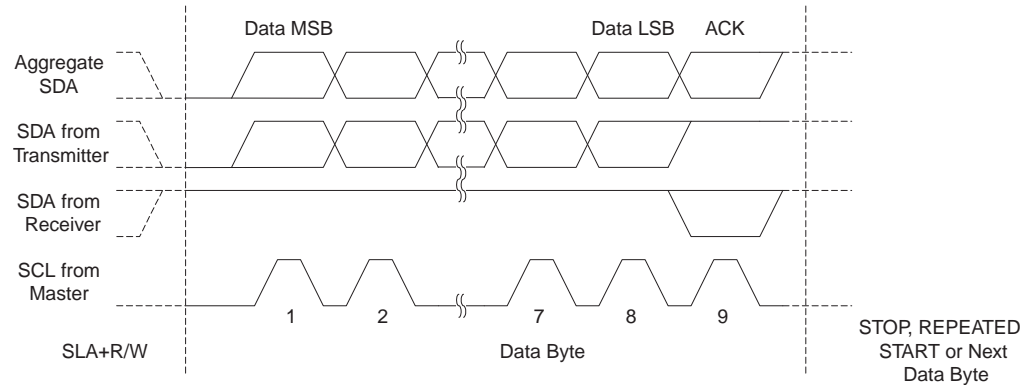 Data MSB
Data LSB
ACK
Aggregate
SDA
SDA from
Transmitter
SDA from
Receiver
SCL from
Master
1
2
7
8
9
SLA+R/W
Data Byte
STOP, REPEATED
START or Next
Data Byte